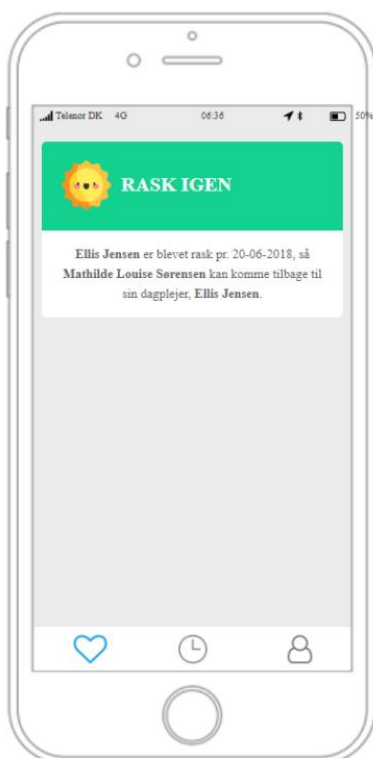 Telenor DK 4G 06:36 50%
RASK IGEN
Ellis Jensen er blevet rask pr. 20-06-2018, så
Mathilde Louise Sørensen kan komme tilbage til
sin dagplejer, Ellis Jensen.